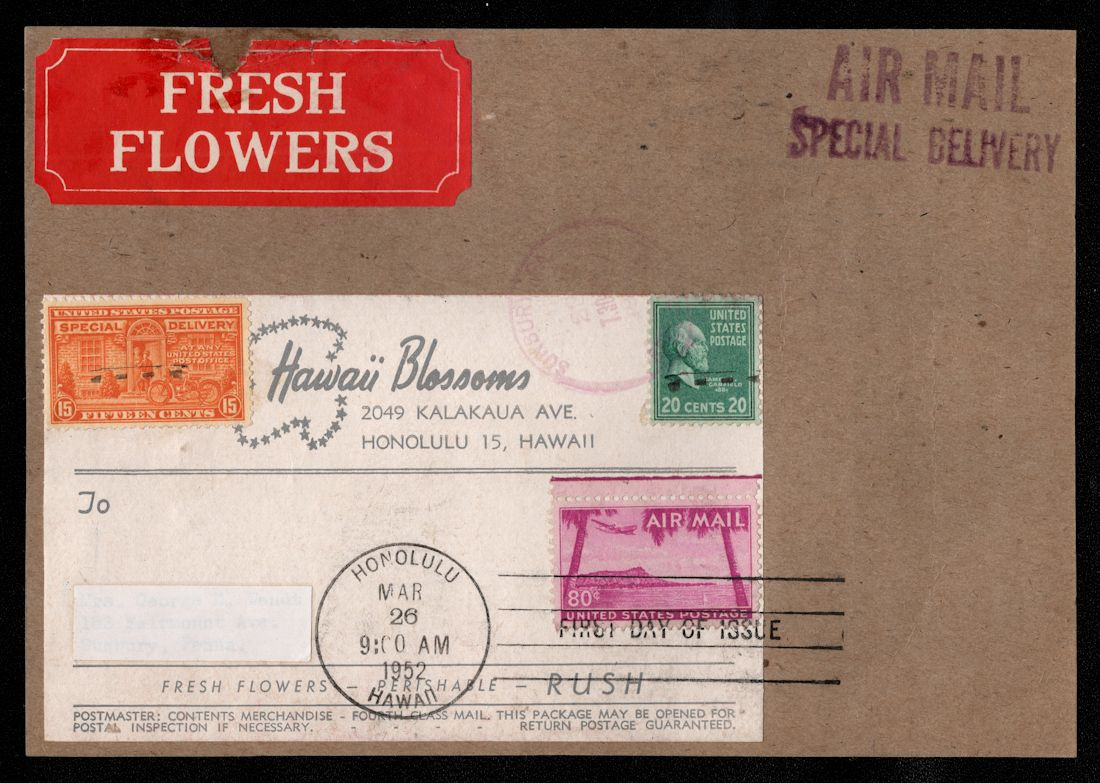 FRESH
FLOWERS
AIR MAIL
SPECIAL DELIVERY
UNITED STATES POSTAGE
SPECIAL DELIVERY
AT ANY
UNITED STATES
POST OFFICE
15 FIFTEEN CENTS 15
Hawaii Blossoms
2049 KALAKAUA AVE.
HONOLULU 15, HAWAII
UNITED
STATES
POSTAGE
20 CENTS 20
To
AIR MAIL
80¢
UNITED STATES POSTAGE
HONOLULU
MAR
26
9:00 AM
1952
HAWAII
FIRST DAY OF ISSUE
FRESH FLOWERS – PERISHABLE – RUSH
POSTMASTER: CONTENTS MERCHANDISE - FOURTH CLASS MAIL. THIS PACKAGE MAY BE OPENED FOR
POSTAL INSPECTION IF NECESSARY. - - - - RETURN POSTAGE GUARANTEED.